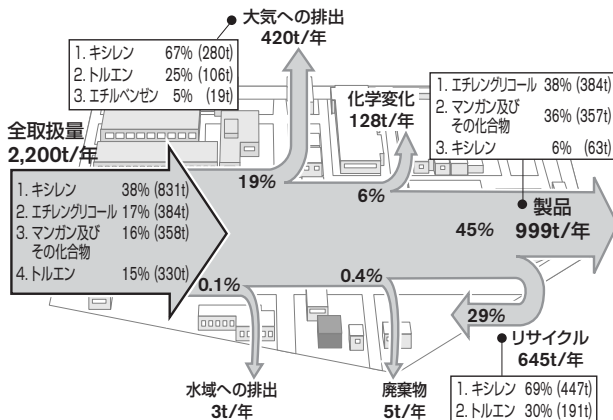 大気への排出
420t/年
1. キシレン 67% (280t)
2. トルエン 25% (106t)
3. エチルベンゼン 5% (19t)
化学変化
128t/年
1. エチレングリコール 38% (384t)
2. マンガン及び
その化合物 36% (357t)
3. キシレン 6% (63t)
全取扱量
2,200t/年
1. キシレン 38% (831t)
2. エチレングリコール 17% (384t)
3. マンガン及び 16% (358t)
その化合物
4. トルエン 15% (330t)
19%
6%
45%
製品
999t/年
0.1%
0.4%
29%
水域への排出
3t/年
廃棄物
5t/年
リサイクル
645t/年
1. キシレン 69% (447t)
2. トルエン 30% (191t)